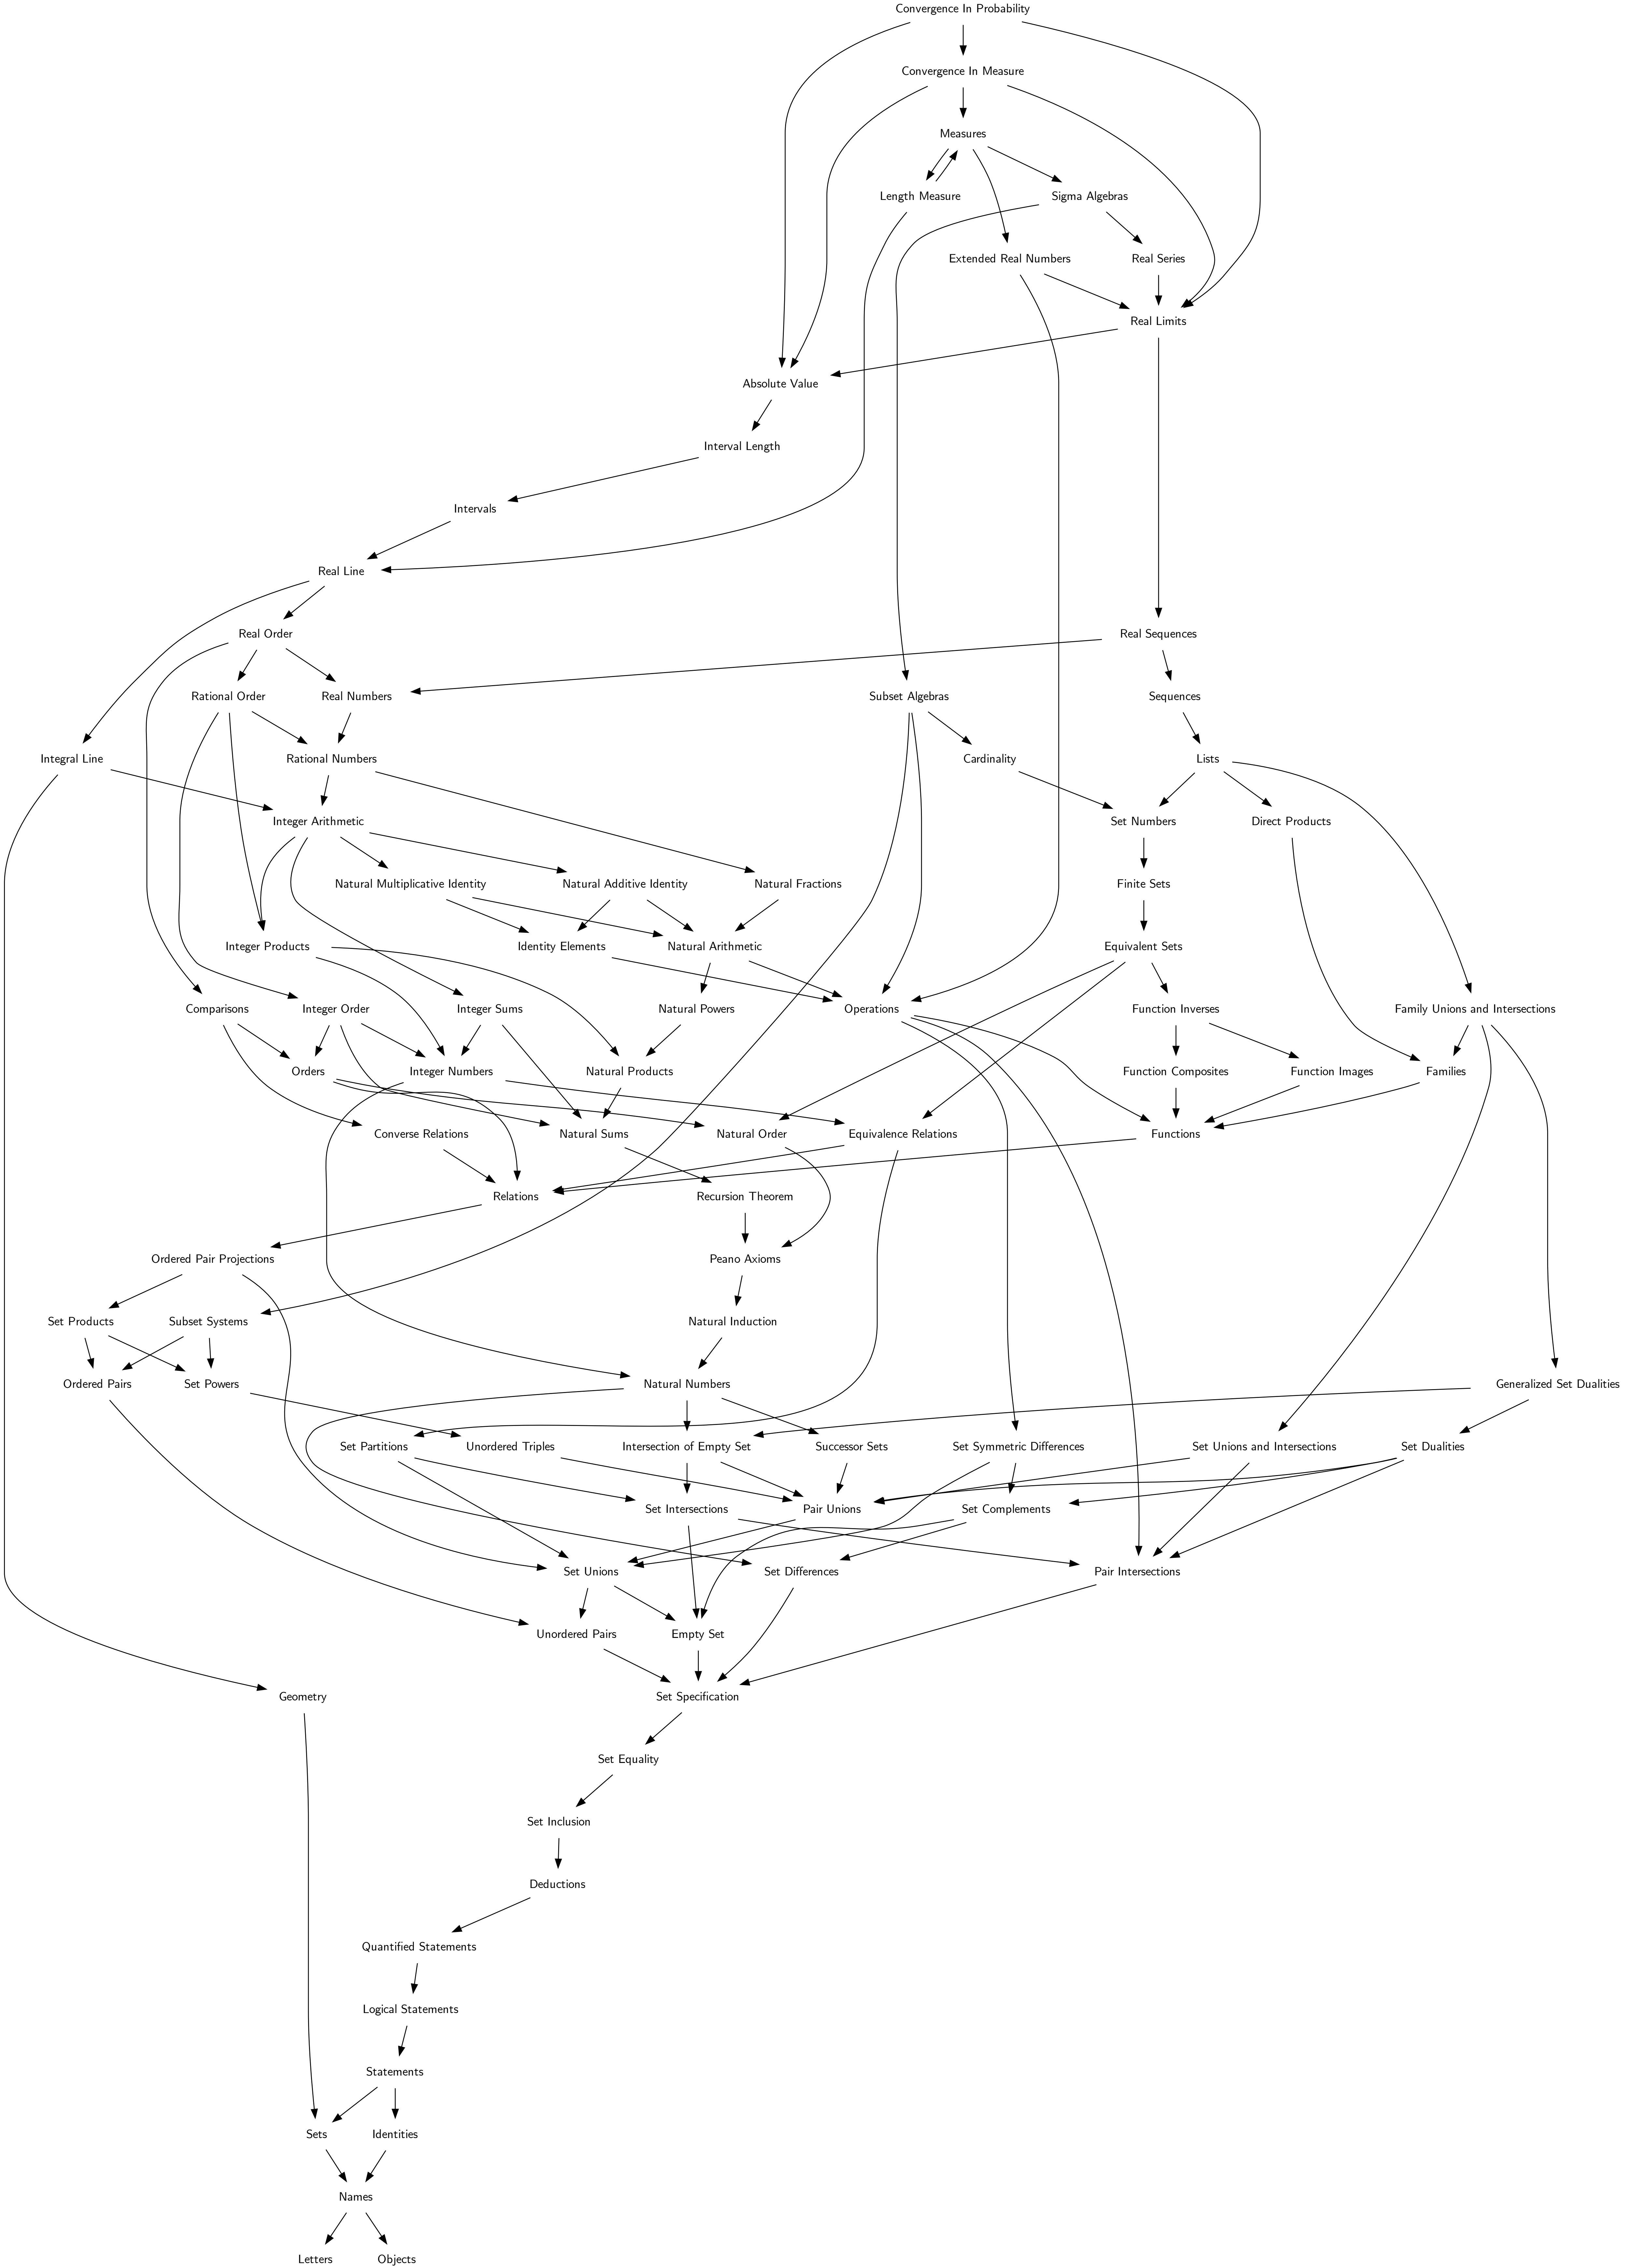 Convergence In Probability
Convergence In Measure
Measures
Length Measure
Sigma Algebras
Extended Real Numbers
Real Series
Real Limits
Absolute Value
Interval Length
Intervals
Real Line
Real Order
Real Sequences
Rational Order
Real Numbers
Subset Algebras
Sequences
Integral Line
Rational Numbers
Cardinality
Lists
Integer Arithmetic
Set Numbers
Direct Products
Natural Multiplicative Identity
Natural Additive Identity
Natural Fractions
Finite Sets
Integer Products
Identity Elements
Natural Arithmetic
Equivalent Sets
Comparisons
Integer Order
Integer Sums
Natural Powers
Operations
Function Inverses
Family Unions and Intersections
Orders
Integer Numbers
Natural Products
Function Composites
Function Images
Families
Converse Relations
Natural Sums
Natural Order
Equivalence Relations
Functions
Relations
Recursion Theorem
Ordered Pair Projections
Peano Axioms
Set Products
Subset Systems
Natural Induction
Ordered Pairs
Set Powers
Natural Numbers
Generalized Set Dualities
Set Partitions
Unordered Triples
Intersection of Empty Set
Successor Sets
Set Symmetric Differences
Set Unions and Intersections
Set Dualities
Set Intersections
Pair Unions
Set Complements
Set Unions
Set Differences
Pair Intersections
Unordered Pairs
Empty Set
Geometry
Set Specification
Set Equality
Set Inclusion
Deductions
Quantified Statements
Logical Statements
Statements
Sets
Identities
Names
Letters
Objects